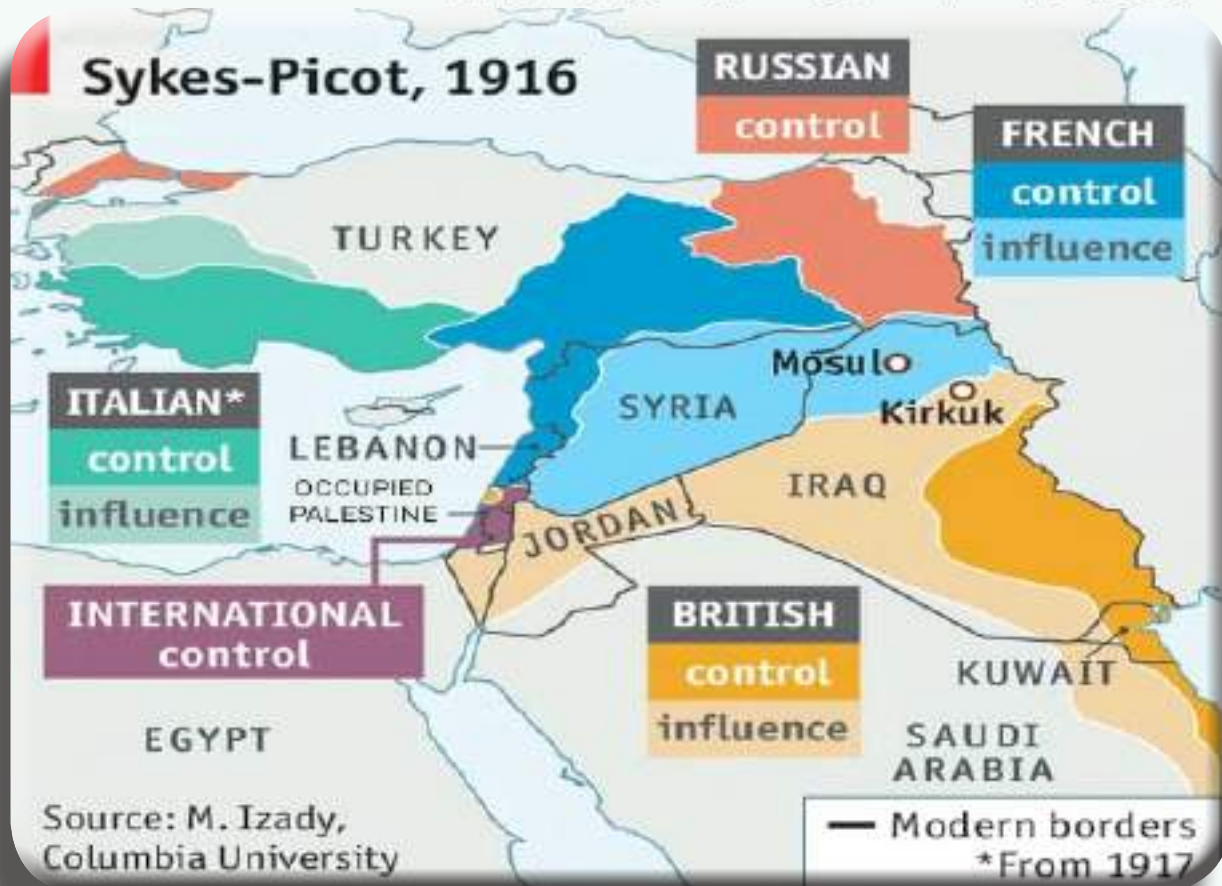 Sykes-Picot, 1916
RUSSIAN
control
FRENCH
control
influence
TURKEY
Mosul
Kirkuk
SYRIA
ITALIAN*
control
influence
LEBANON
OCCUPIED
PALESTINE
IRAQ
JORDAN
INTERNATIONAL
control
BRITISH
control
influence
KUWAIT
EGYPT
SAUDI
ARABIA
Source: M. Izady,
Columbia University
Modern borders
*From 1917